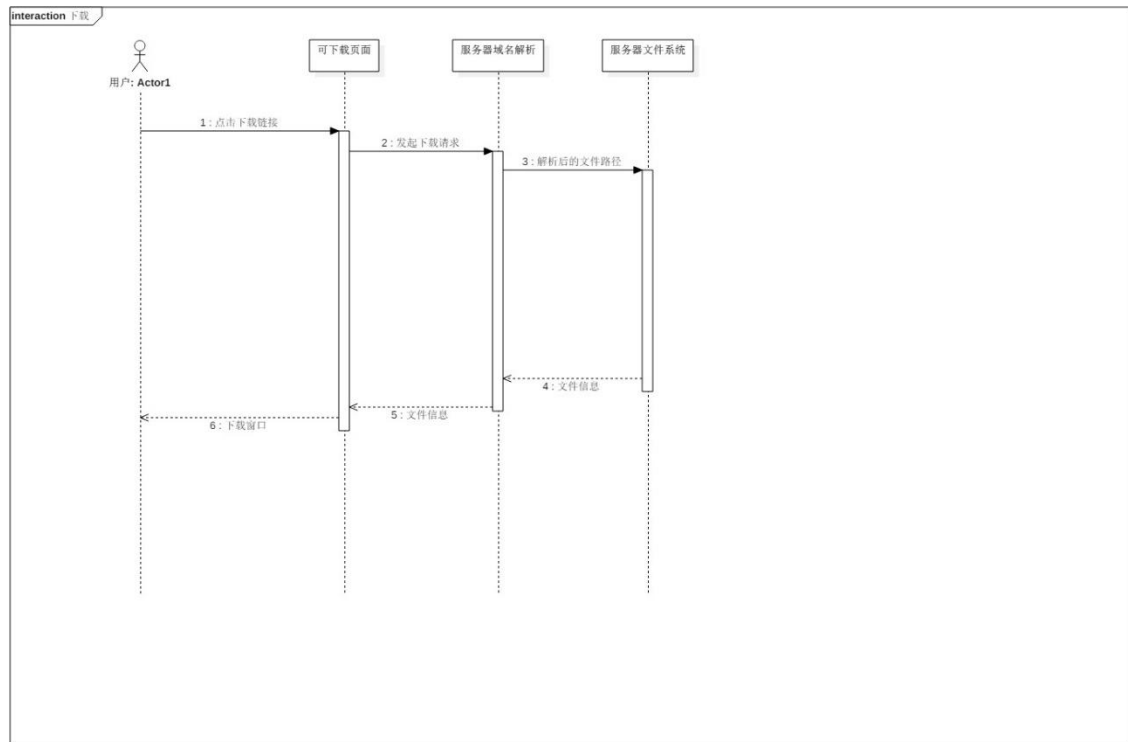 interaction 下载
可下载页面
服务器域名解析
服务器文件系统
用户: Actor1
1 : 点击下载链接
2 : 发起下载请求
3 : 解析后的文件路径
4 : 文件信息
5 : 文件信息
6 : 下载窗口